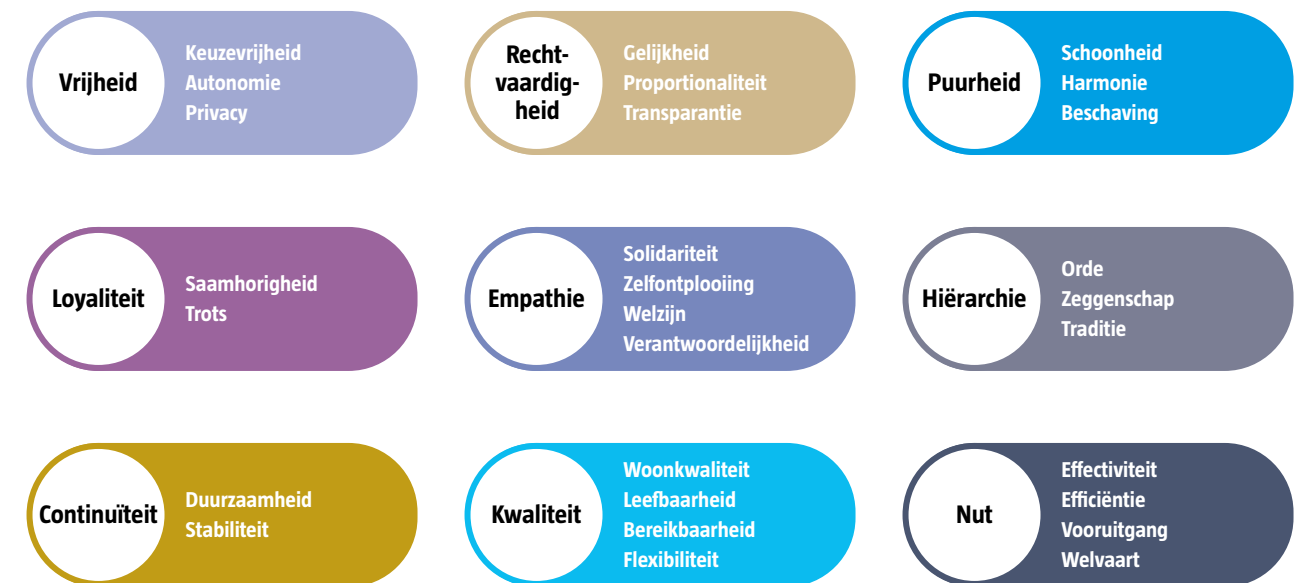 Vrijheid
Keuzevrijheid
Autonomie
Privacy
Recht-
vaardig-
heid
Gelijkheid
Proportionaliteit
Transparantie
Puurheid
Schoonheid
Harmonie
Beschaving
Loyaliteit
Saamhorigheid
Trots
Empathie
Solidariteit
Zelfontplooiing
Welzijn
Verantwoordelijkheid
Hiërarchie
Orde
Zeggenschap
Traditie
Continuïteit
Duurzaamheid
Stabiliteit
Kwaliteit
Woonkwaliteit
Leefbaarheid
Bereikbaarheid
Flexibiliteit
Nut
Effectiviteit
Efficiëntie
Vooruitgang
Welvaart